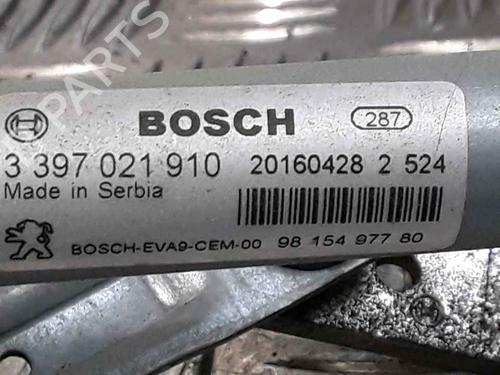 BOSCH 287
3 397 021 910 20160428 2 524
Made in Serbia
BOSCH-EVA9-CEM-00 98 154 977 80